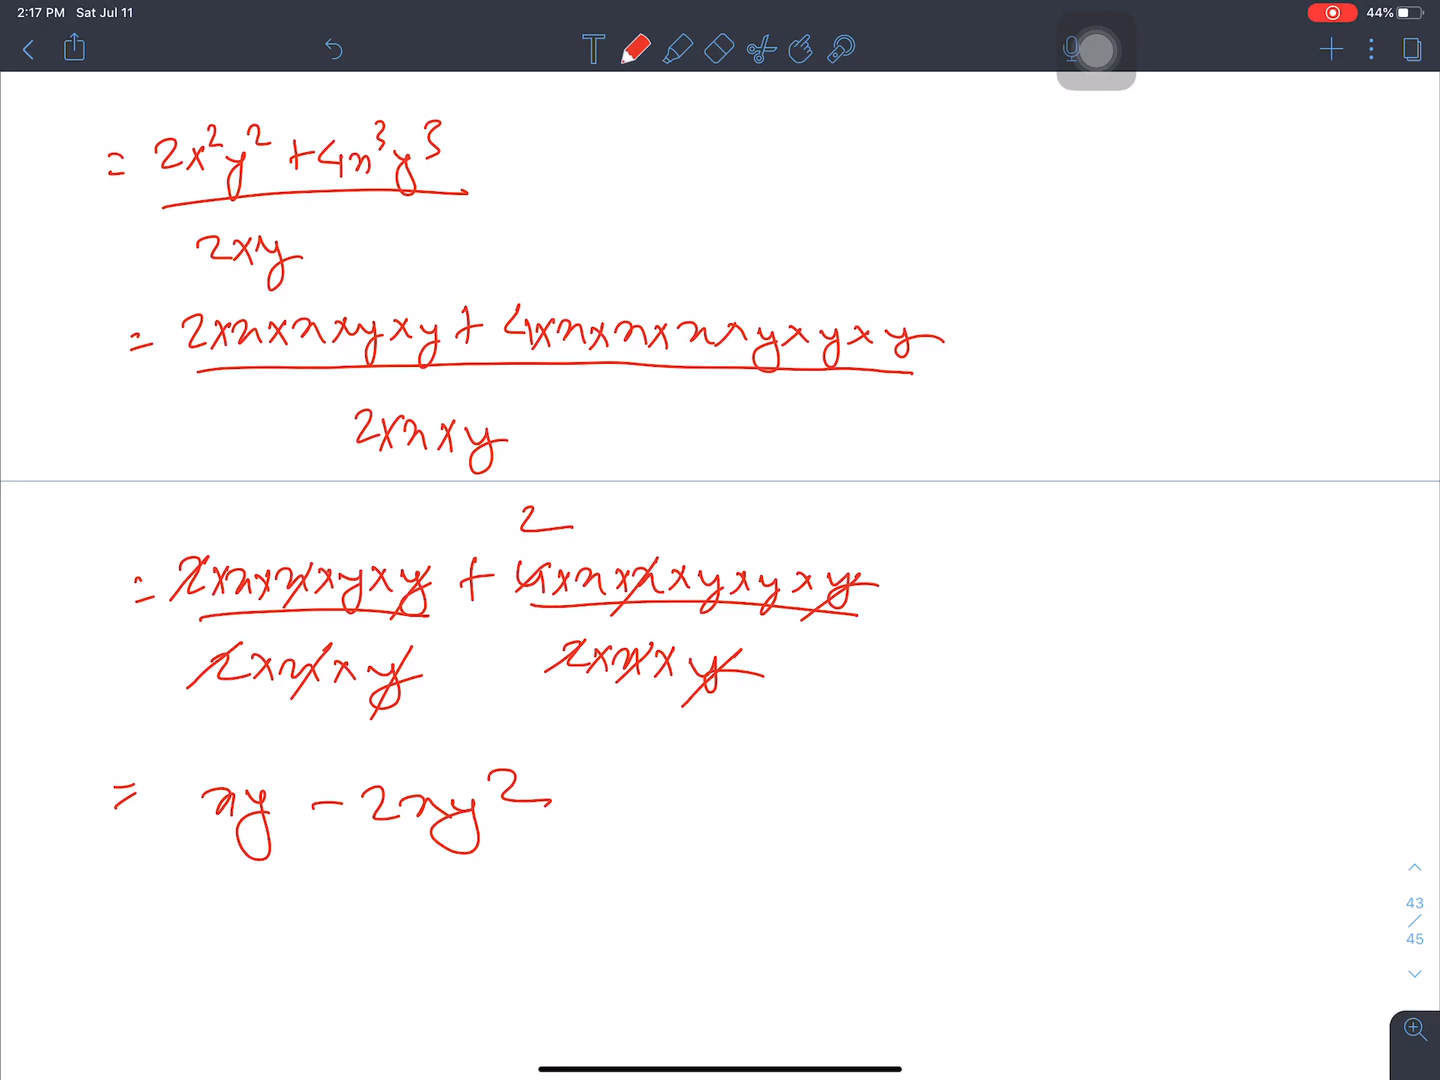 2:17 PM Sat Jul 11 44%
= 2x²y² + 4x³y³
2xy
= 2×x×x×y×y + 4×x×x×x×y×y×y
2×x×y
2
= 2×x×x×y×y + 4×x×x×y×y×y
2×x×y 2×x×y
= xy - 2xy²
43
/
45